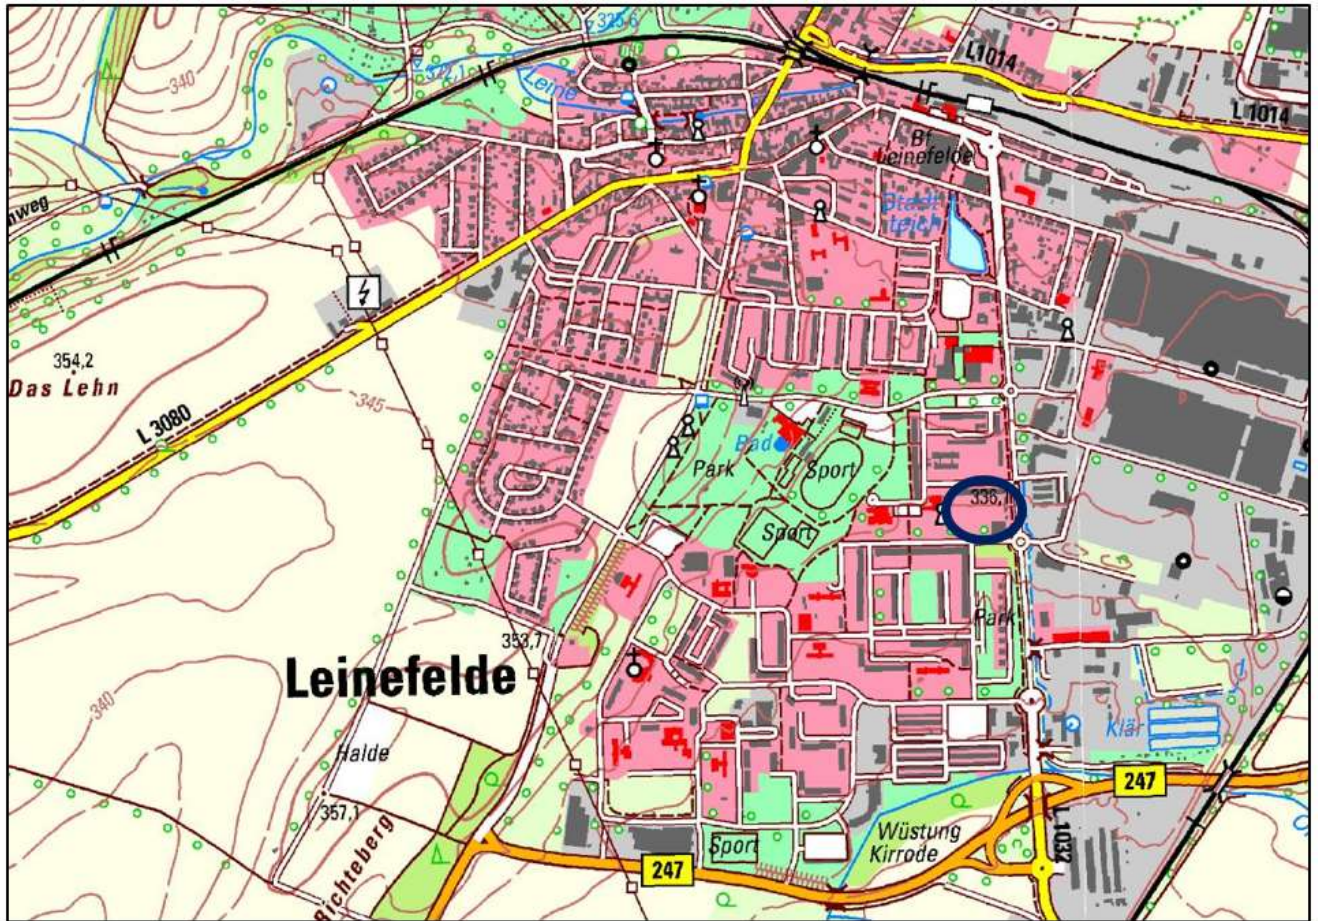 325,6
L1014
322,1
Leine
340
L 1014
Bf
Leinefelde
Stadt
teich
354,2
Das Lehn
345
L 3080
Bad
Park
Sport
336,1
Sport
Park
353,7
Leinefelde
340
Halde
Klär
357,1
247
Wüstung
Kirrode
L 1032
Sport
247
Richteberg